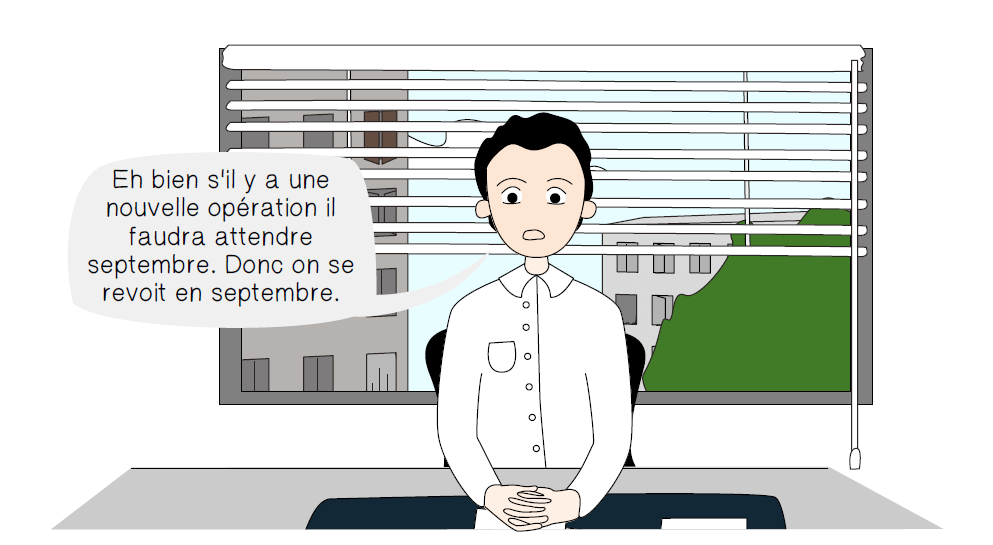 Eh bien s'il y a une
nouvelle opération il
faudra attendre
septembre. Donc on se
revoit en septembre.